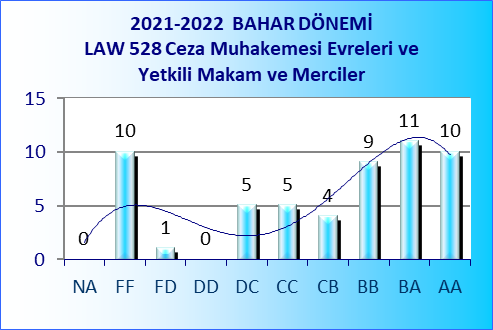 2021-2022 BAHAR DÖNEMİ
LAW 528 Ceza Muhakemesi Evreleri ve
Yetkili Makam ve Merciler
15
10
5
0
0 10 1 0 5 5 4 9 11 10
NA FF FD DD DC CC CB BB BA AA